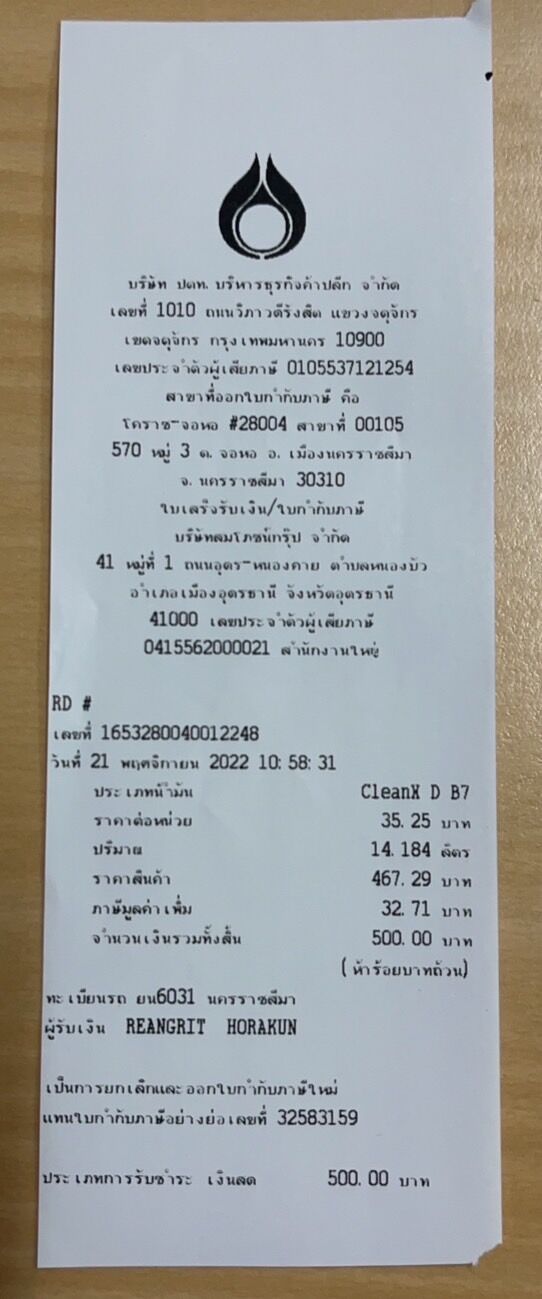 บริษัท ปตท. บริหารธุรกิจค้าปลีก จำกัด
เลขที่ 1010 ถนนวิภาวดีรังสิต แขวงจตุจักร
เขตจตุจักร กรุงเทพมหานคร 10900
เลขประจำตัวผู้เสียภาษี 0105537121254
สาขาที่ออกใบกำกับภาษี คือ
โคราช-จอหอ #28004 สาขาที่ 00105
570 หมู่ 3 ต. จอหอ อ. เมืองนครราชสีมา
จ. นครราชสีมา 30310
ใบเสร็จรับเงิน/ใบกำกับภาษี
บริษัทสมโภชน์กรุ๊ป จำกัด
41 หมู่ที่ 1 ถนนอุดร-หนองคาย ตำบลหนองบัว
อำเภอเมืองอุดรธานี จังหวัดอุดรธานี
41000 เลขประจำตัวผู้เสียภาษี
0415562000021 สำนักงานใหญ่
RD #
เลขที่ 1653280040012248
วันที่ 21 พฤศจิกายน 2022 10:58:31
ประเภทน้ำมัน CleanX D B7
ราคาต่อหน่วย 35.25 บาท
ปริมาณ 14.184 ลิตร
ราคาสินค้า 467.29 บาท
ภาษีมูลค่าเพิ่ม 32.71 บาท
จำนวนเงินรวมทั้งสิ้น 500.00 บาท
(ห้าร้อยบาทถ้วน)
ทะเบียนรถ ยน6031 นครราชสีมา
ผู้รับเงิน REANGRIT HORAKUN
เป็นการยกเลิกและออกใบกำกับภาษีใหม่
แทนใบกำกับภาษีอย่างย่อเลขที่ 32583159
ประเภทการรับชำระ เงินสด 500.00 บาท